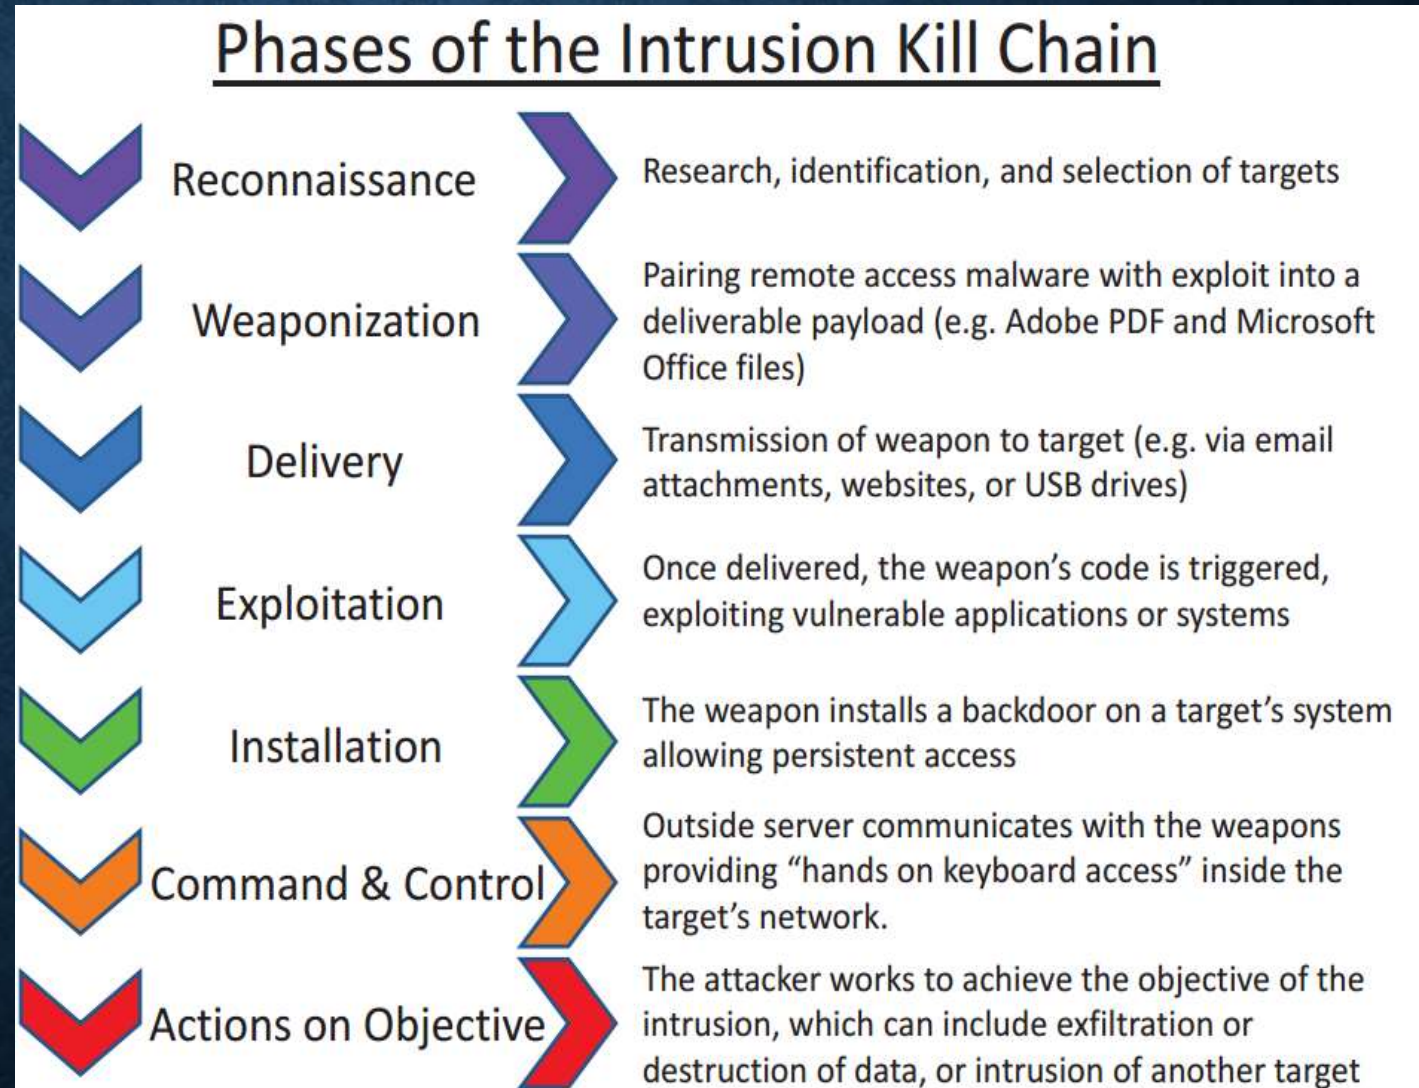 Phases of the Intrusion Kill Chain
Reconnaissance
Research, identification, and selection of targets
Weaponization
Pairing remote access malware with exploit into a
deliverable payload (e.g. Adobe PDF and Microsoft
Office files)
Delivery
Transmission of weapon to target (e.g. via email
attachments, websites, or USB drives)
Exploitation
Once delivered, the weapon’s code is triggered,
exploiting vulnerable applications or systems
Installation
The weapon installs a backdoor on a target’s system
allowing persistent access
Command & Control
Outside server communicates with the weapons
providing “hands on keyboard access” inside the
target’s network.
Actions on Objective
The attacker works to achieve the objective of the
intrusion, which can include exfiltration or
destruction of data, or intrusion of another target